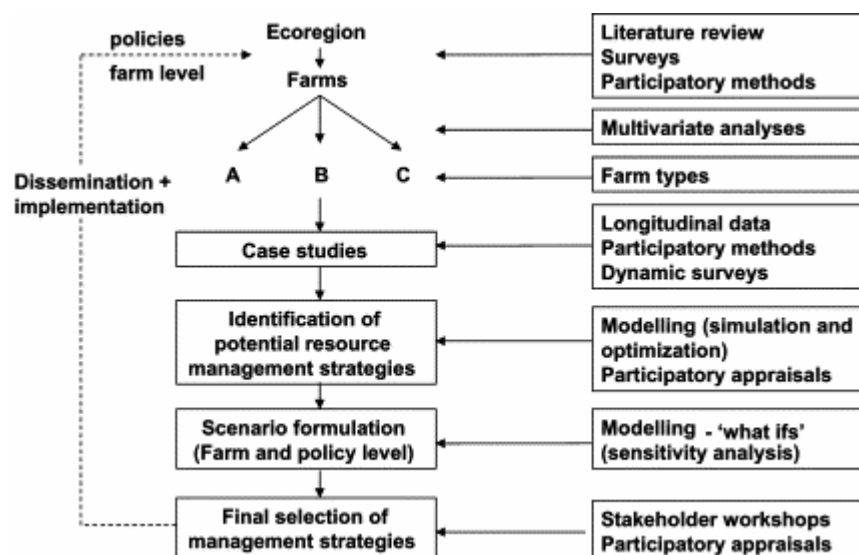 policies
farm level
Ecoregion
Farms
A B C
Dissemination +
implementation
Case studies
Identification of
potential resource
management strategies
Scenario formulation
(Farm and policy level)
Final selection of
management strategies
Literature review
Surveys
Participatory methods
Multivariate analyses
Farm types
Longitudinal data
Participatory methods
Dynamic surveys
Modelling (simulation and
optimization)
Participatory appraisals
Modelling - ‘what ifs’
(sensitivity analysis)
Stakeholder workshops
Participatory appraisals